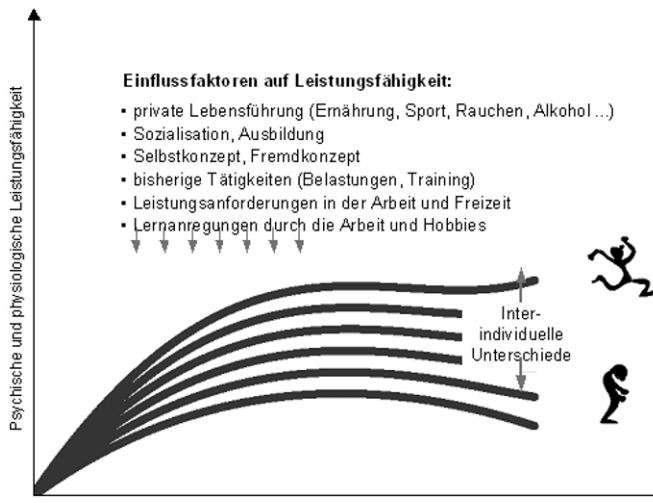 Psychische und physiologische Leistungsfähigkeit
Einflussfaktoren auf Leistungsfähigkeit:
▪ private Lebensführung (Ernährung, Sport, Rauchen, Alkohol ...)
▪ Sozialisation, Ausbildung
▪ Selbstkonzept, Fremdkonzept
▪ bisherige Tätigkeiten (Belastungen, Training)
▪ Leistungsanforderungen in der Arbeit und Freizeit
▪ Lernanregungen durch die Arbeit und Hobbies
Inter-
individuelle
Unterschiede